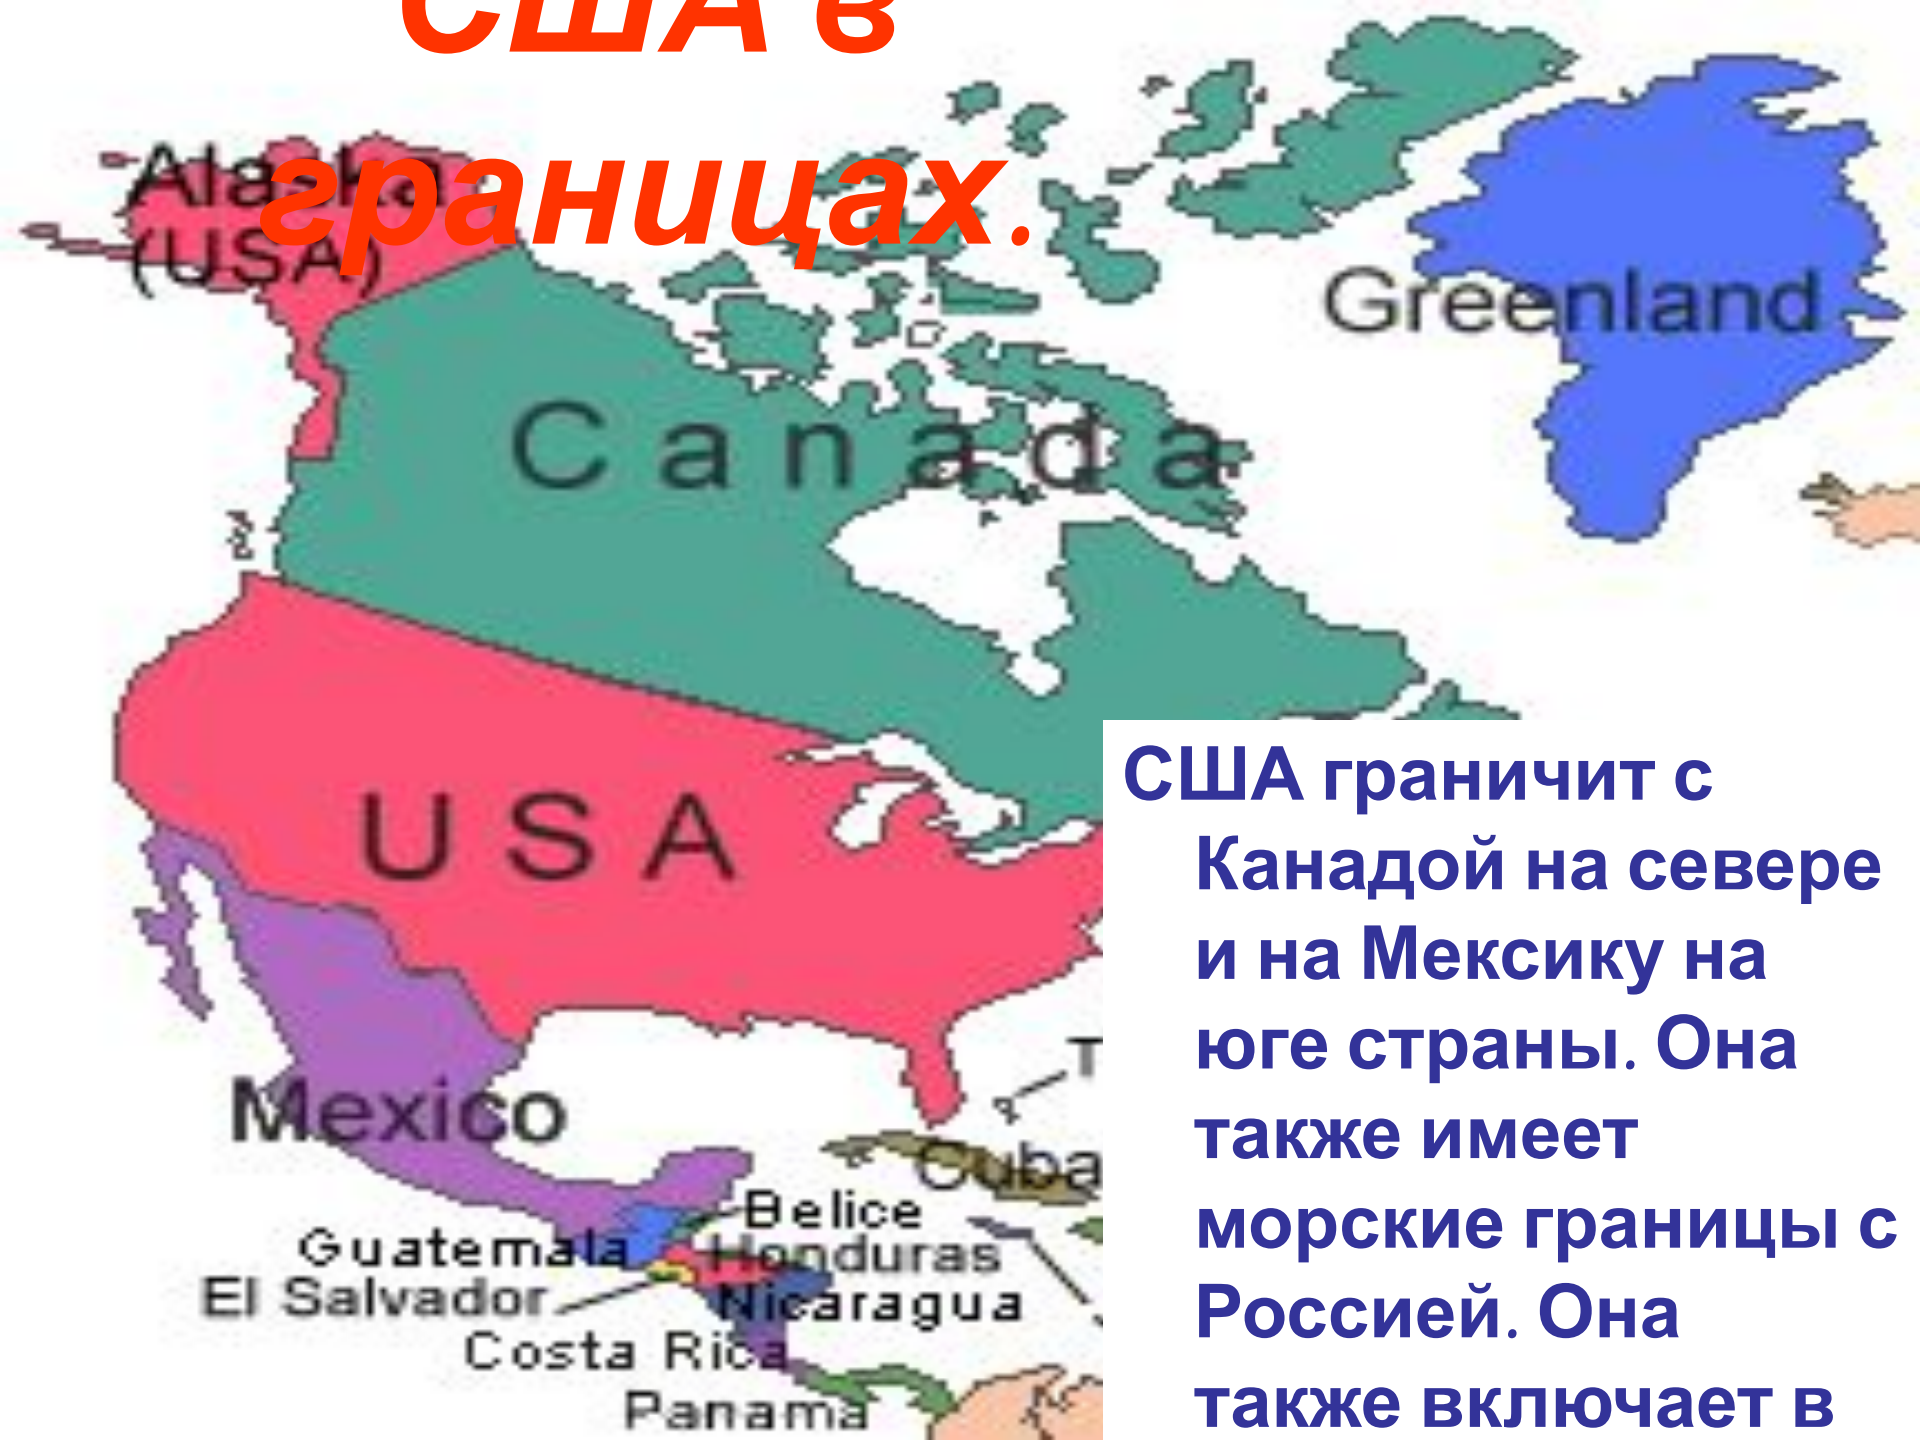 США в
границах.
Alaska
(USA)
Greenland
Canada
USA
Mexico
Cuba
Belice
Guatemala
Honduras
El Salvador
Nicaragua
Costa Rica
Panama
США граничит с
Канадой на севере
и на Мексику на
юге страны. Она
также имеет
морские границы с
Россией. Она
также включает в